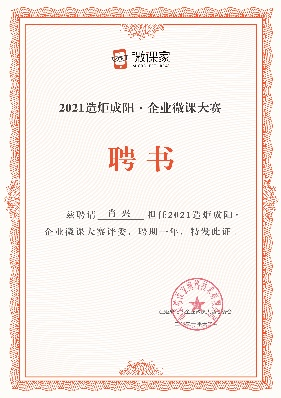 微课家
2021造炬成阳·企业微课大赛
聘书
兹聘请 肖兴 担任2021造炬成阳·
企业微课大赛评委，聘期一年，特发此证。